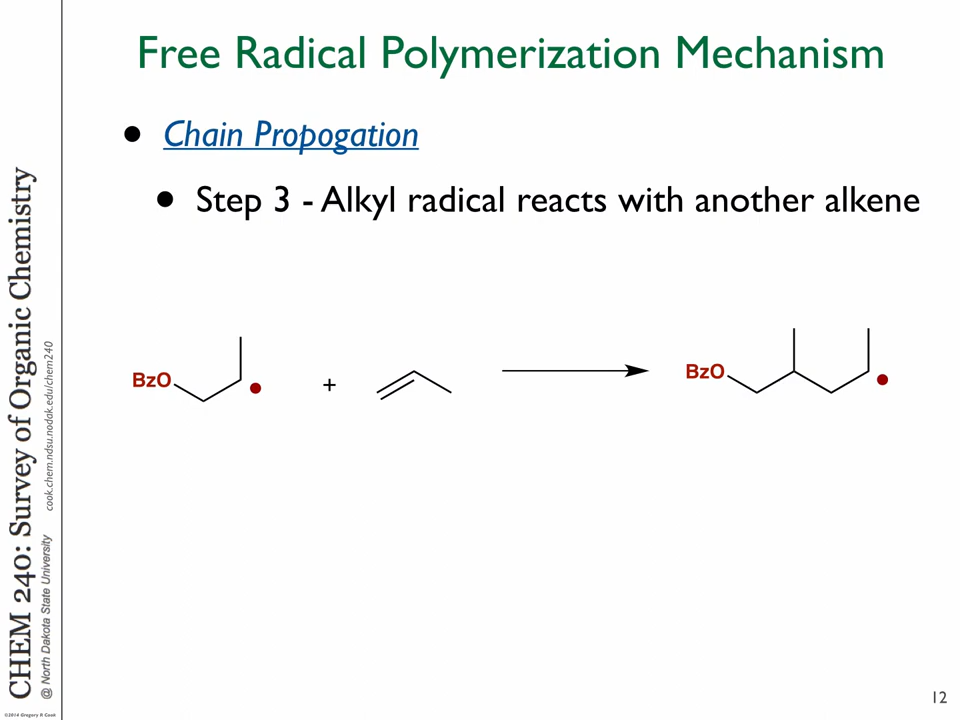 Free Radical Polymerization Mechanism
• Chain Propogation
• Step 3 - Alkyl radical reacts with another alkene
BzO
+
BzO
CHEM 240: Survey of Organic Chemistry
@ North Dakota State University cook.chem.ndsu.nodak.edu/chem240
©2014 Gregory R Cook
12